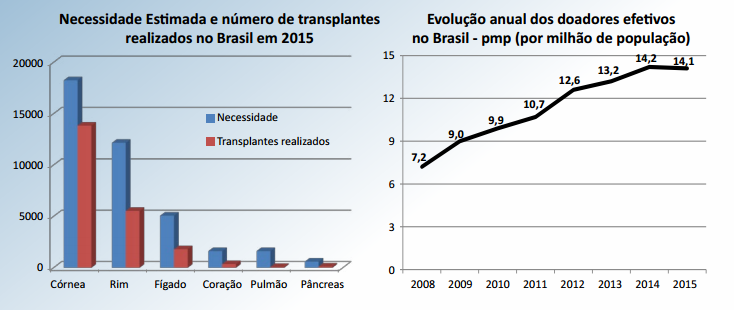 Necessidade Estimada e número de transplantes
realizados no Brasil em 2015
20000
15000
10000
5000
0
Necessidade
Transplantes realizados
Córnea Rim Fígado Coração Pulmão Pâncreas
Evolução anual dos doadores efetivos
no Brasil - pmp (por milhão de população)
15
12
9
6
3
0
7,2 9,0 9,9 10,7 12,6 13,2 14,2 14,1
2008 2009 2010 2011 2012 2013 2014 2015